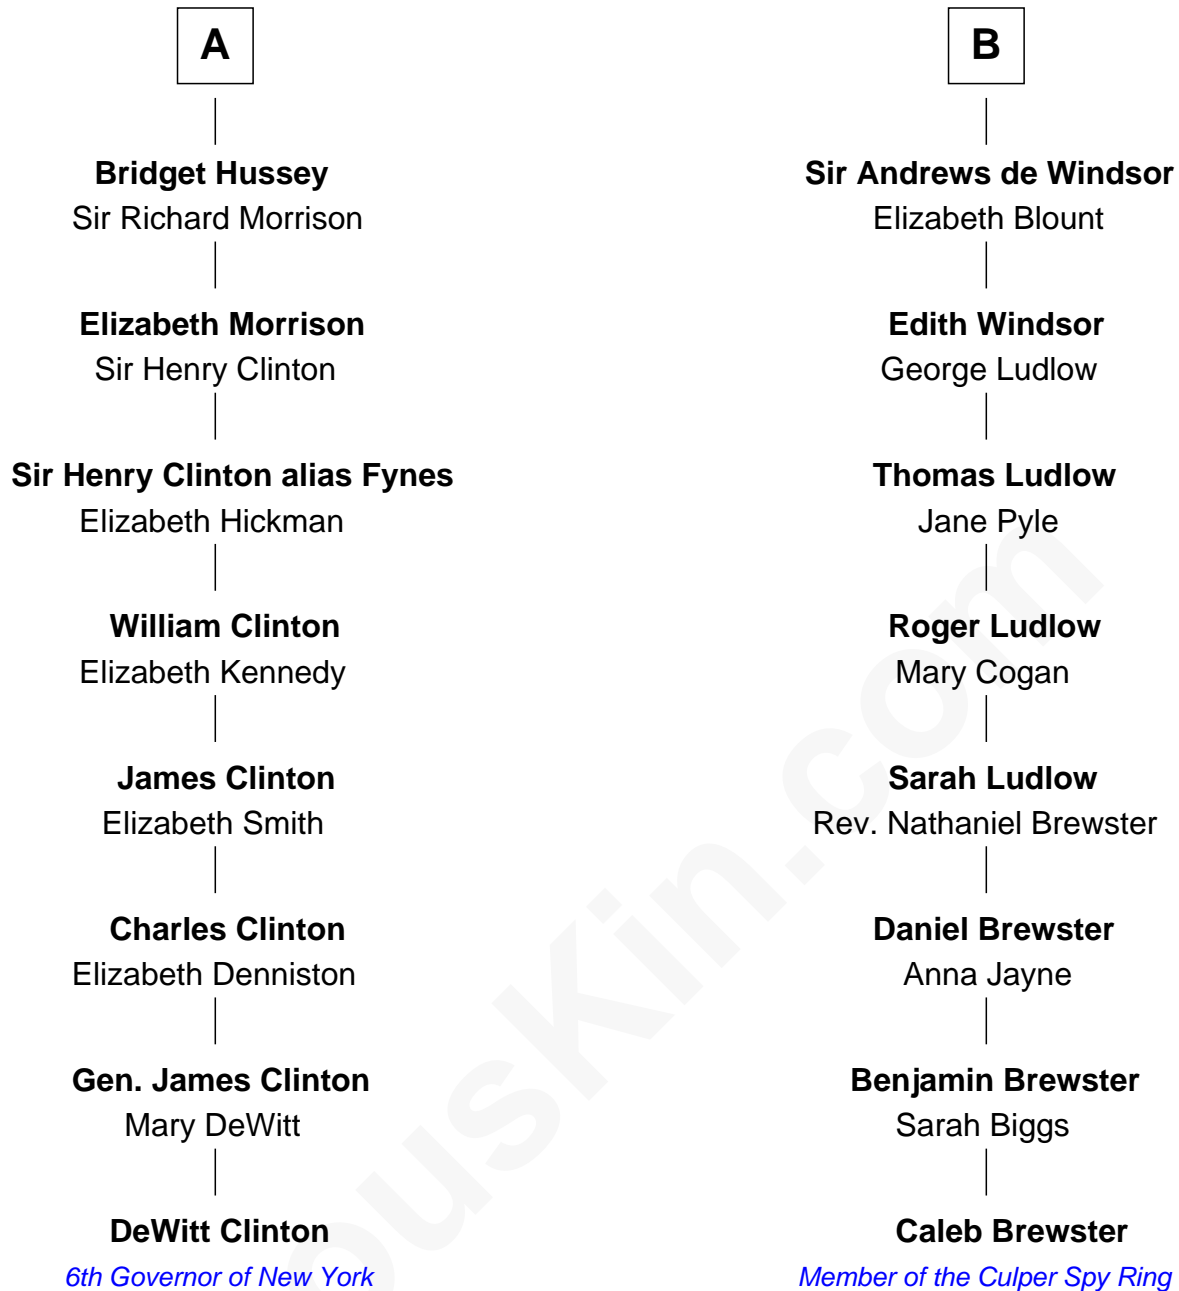 A
Bridget Hussey
Sir Richard Morrison
Elizabeth Morrison
Sir Henry Clinton
Sir Henry Clinton alias Fynes
Elizabeth Hickman
William Clinton
Elizabeth Kennedy
James Clinton
Elizabeth Smith
Charles Clinton
Elizabeth Denniston
Gen. James Clinton
Mary DeWitt
DeWitt Clinton
6th Governor of New York
B
Sir Andrews de Windsor
Elizabeth Blount
Edith Windsor
George Ludlow
Thomas Ludlow
Jane Pyle
Roger Ludlow
Mary Cogan
Sarah Ludlow
Rev. Nathaniel Brewster
Daniel Brewster
Anna Jayne
Benjamin Brewster
Sarah Biggs
Caleb Brewster
Member of the Culper Spy Ring
ousKin.com